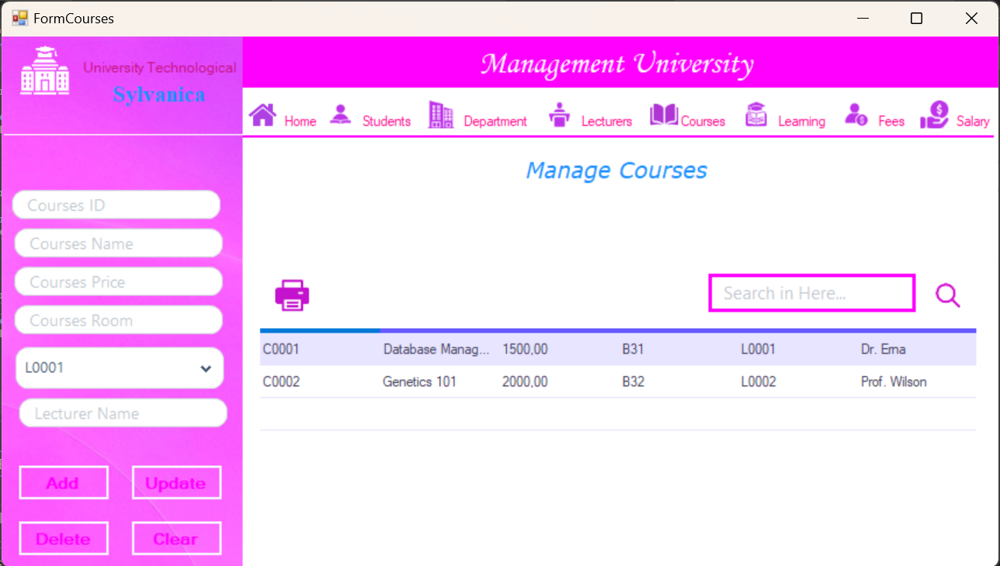 FormCourses
University Technological
Sylvanica
Management University
Home Students Department Lecturers Courses Learning Fees Salary
Manage Courses
Courses ID
Courses Name
Courses Price
Courses Room
L0001
Lecturer Name
Add Update
Delete Clear
Search in Here...
C0001 Database Manag... 1500,00 B31 L0001 Dr. Erna
C0002 Genetics 101 2000,00 B32 L0002 Prof. Wilson